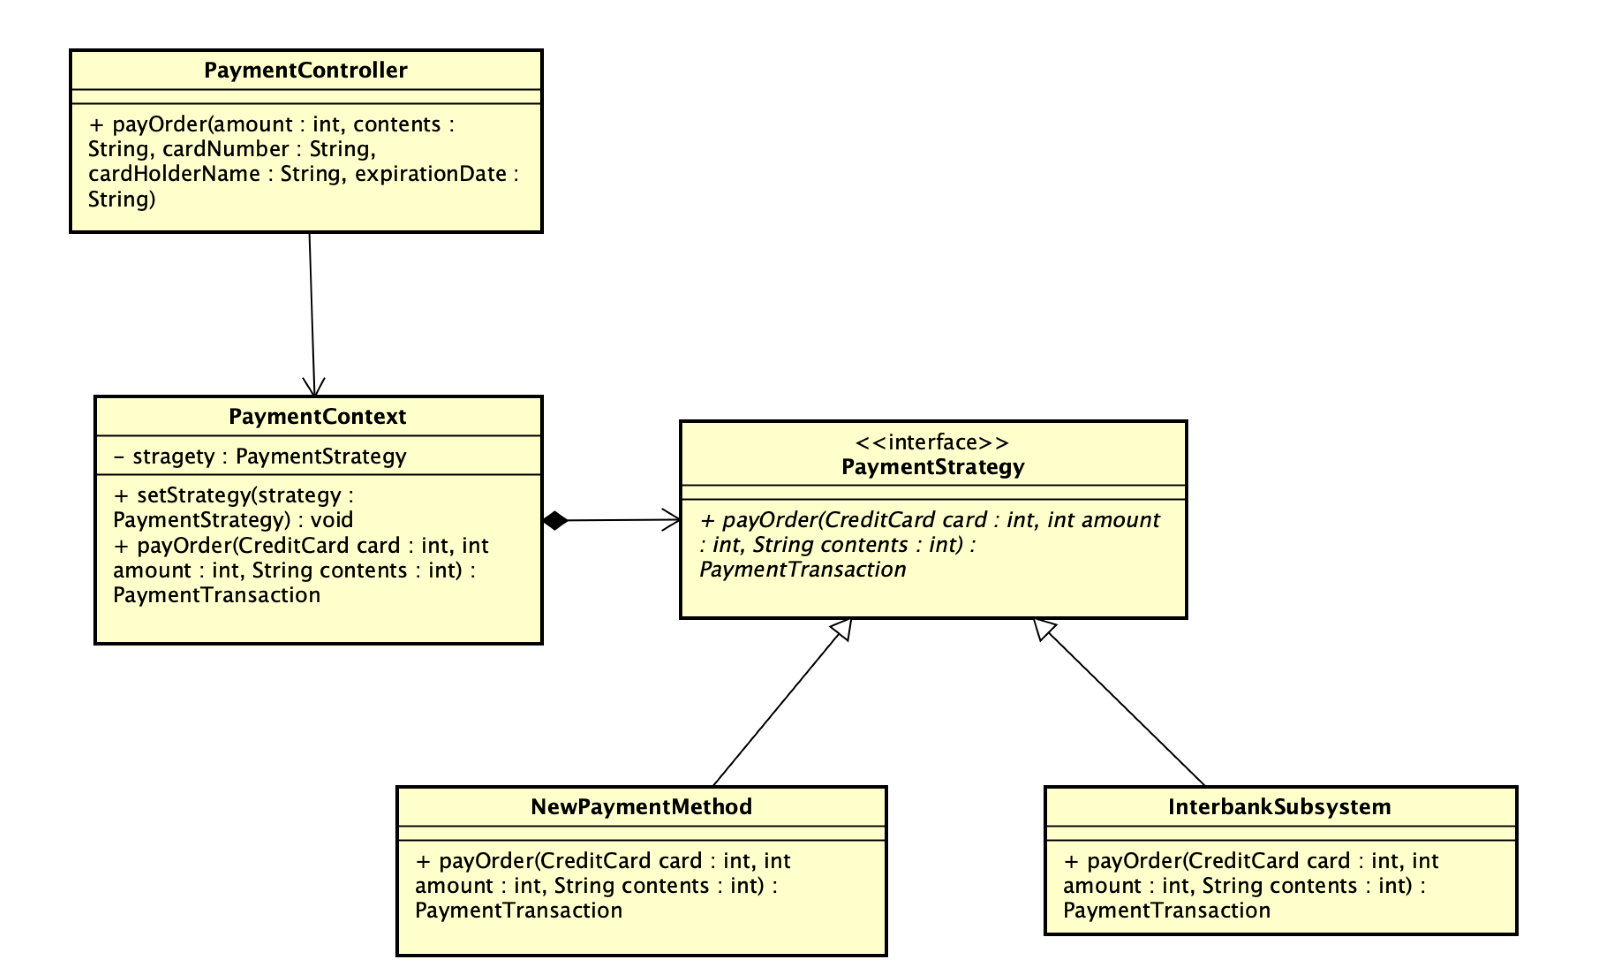 PaymentController
+ payOrder(amount : int, contents :
String, cardNumber : String,
cardHolderName : String, expirationDate :
String)
PaymentContext
- stragety : PaymentStrategy
+ setStrategy(strategy :
PaymentStrategy) : void
+ payOrder(CreditCard card : int, int
amount : int, String contents : int) :
PaymentTransaction
<<interface>>
PaymentStrategy
+ payOrder(CreditCard card : int, int amount
: int, String contents : int) :
PaymentTransaction
NewPaymentMethod
+ payOrder(CreditCard card : int, int
amount : int, String contents : int) :
PaymentTransaction
InterbankSubsystem
+ payOrder(CreditCard card : int, int
amount : int, String contents : int) :
PaymentTransaction